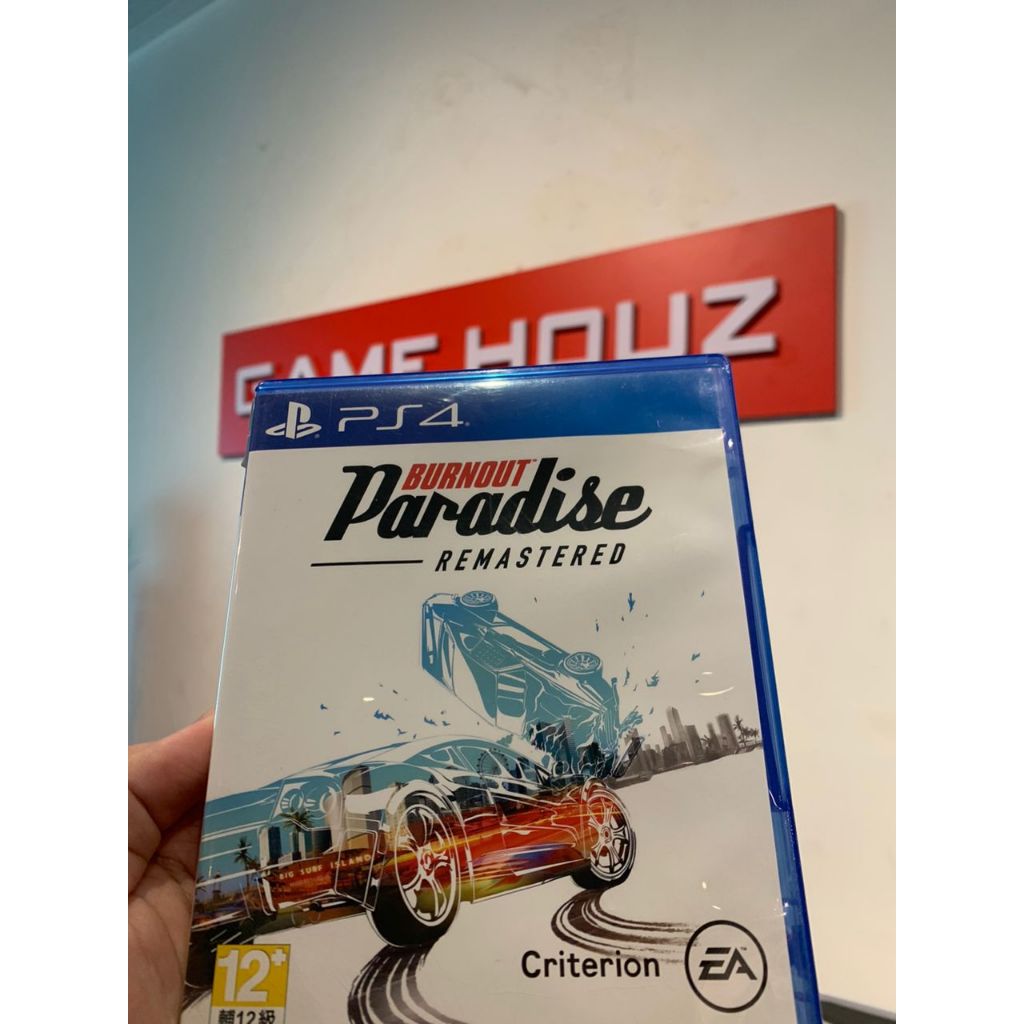 GAME HOUZ
PS4
BURNOUT
Paradise
REMASTERED
BIG SURF ISLAND
Criterion
EA
12+
輔12級